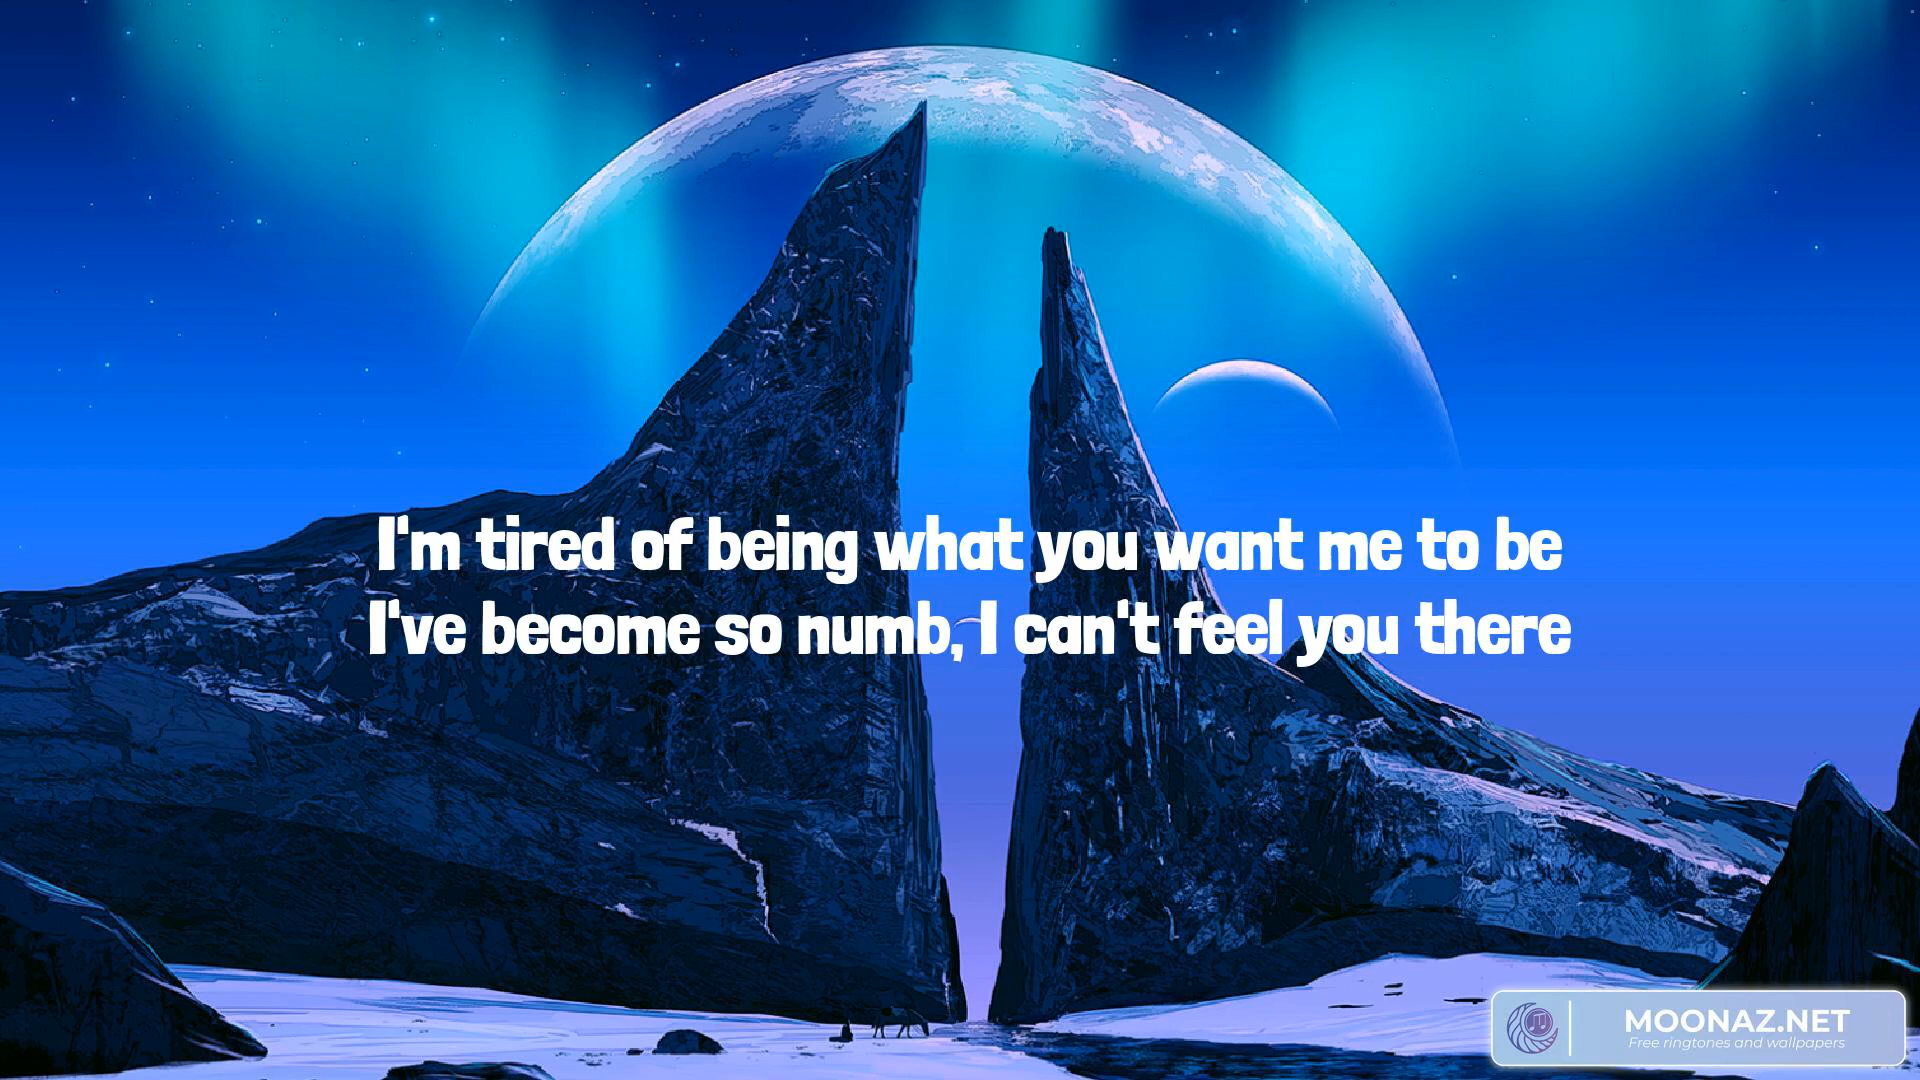 I'm tired of being what you want me to be
I've become so numb, I can't feel you there
MOONAZ.NET
Free ringtones and wallpapers